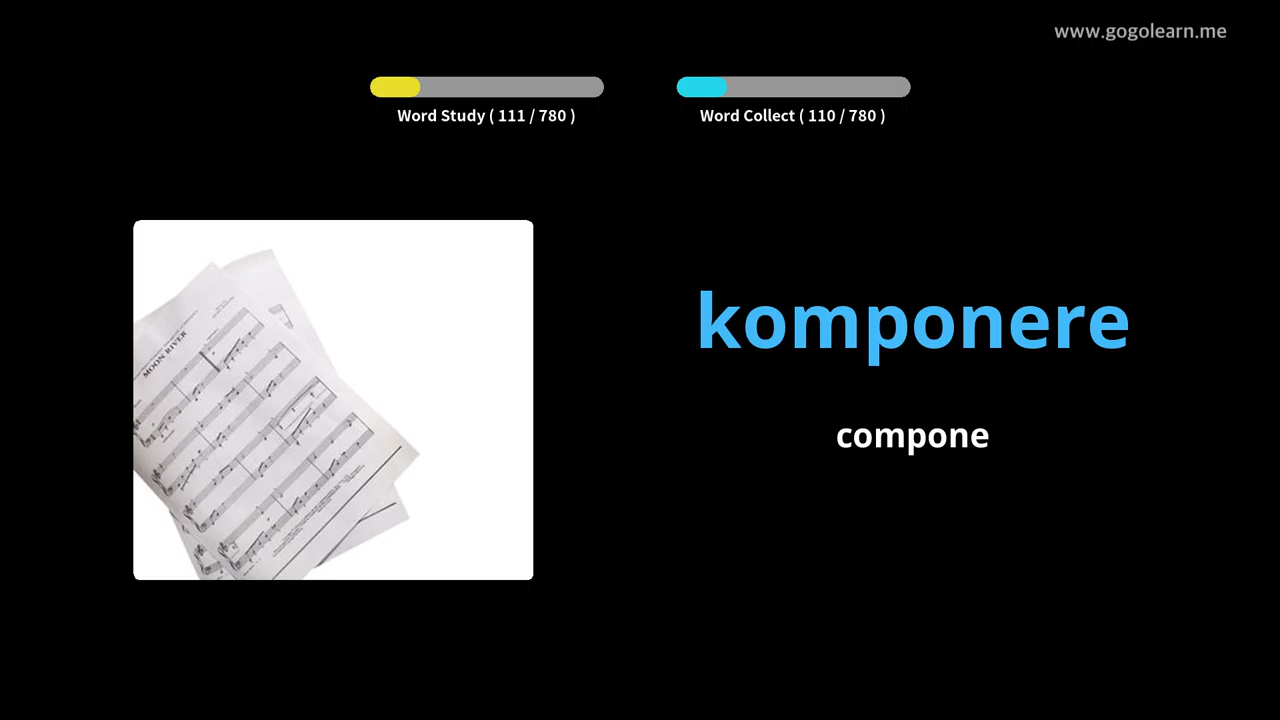 www.gogolearn.me
Word Study ( 111 / 780 )
Word Collect ( 110 / 780 )
MOON RIVER
komponere
compone